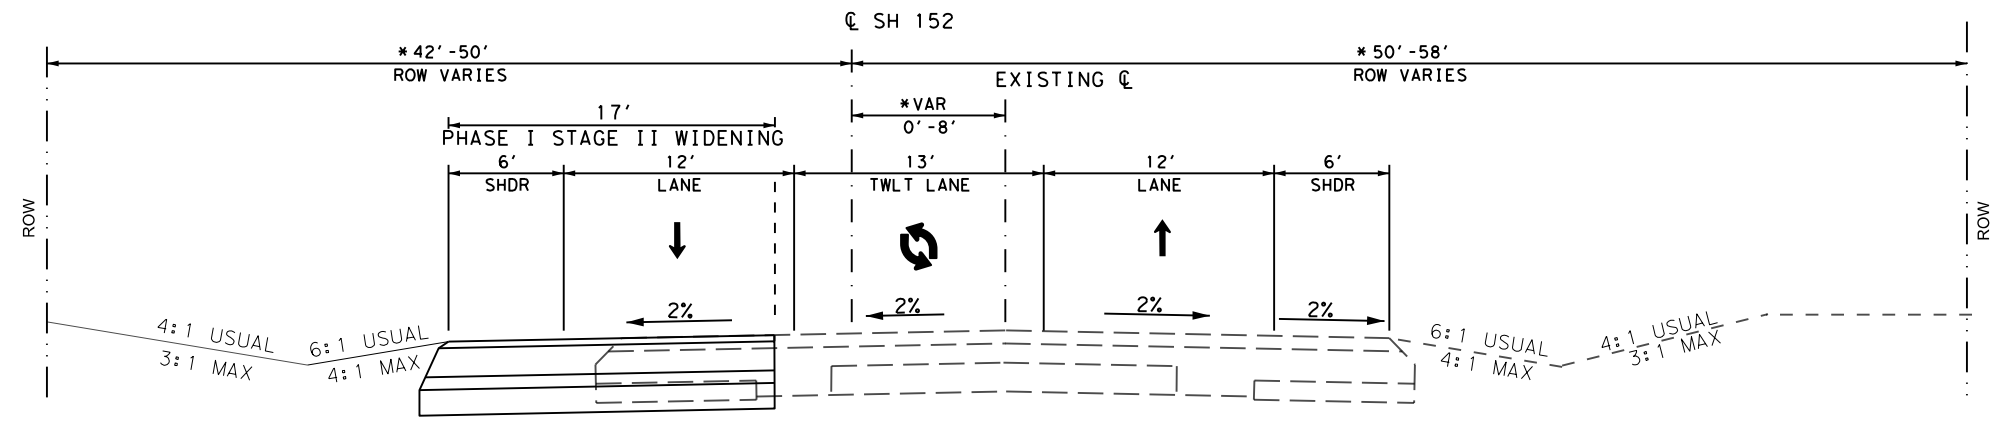 ℄ SH 152
*42'-50'
*50'-58'
ROW VARIES
ROW VARIES
EXISTING ℄
17'
*VAR
0'-8'
PHASE I STAGE II WIDENING
6'
12'
13'
12'
6'
SHDR
LANE
TWLT LANE
LANE
SHDR
ROW
ROW
2%
2%
2%
2%
4:1 USUAL
3:1 MAX
6:1 USUAL
4:1 MAX
6:1 USUAL
4:1 MAX
4:1 USUAL
3:1 MAX